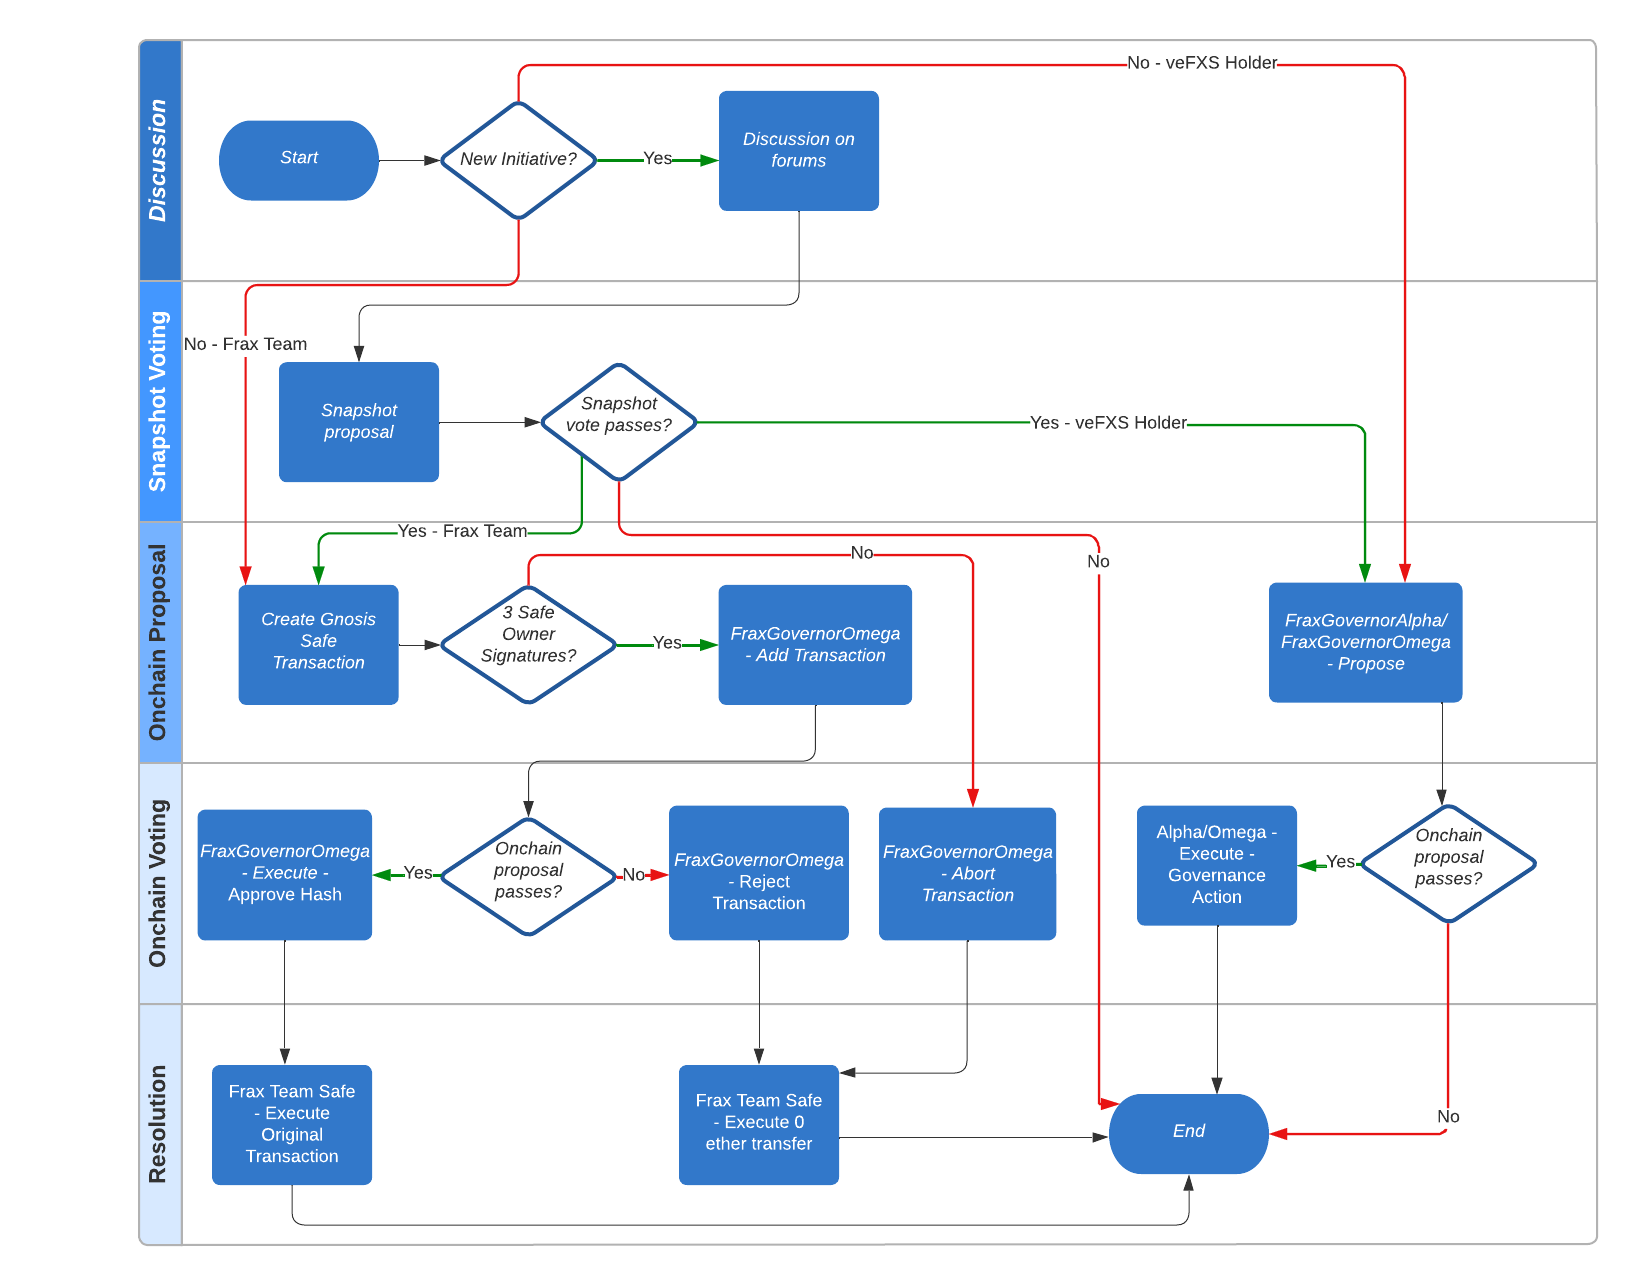 Discussion
No - veFXS Holder
Start
New Initiative?
Yes
Discussion on
forums
Snapshot Voting
No - Frax Team
Snapshot
proposal
Snapshot
vote passes?
Yes - veFXS Holder
Onchain Proposal
Yes - Frax Team
No
No
Create Gnosis
Safe
Transaction
3 Safe
Owner
Signatures?
Yes
FraxGovernorOmega
- Add Transaction
FraxGovernorAlpha/
FraxGovernorOmega
- Propose
Onchain Voting
FraxGovernorOmega
- Execute -
Approve Hash
Yes
Onchain
proposal
passes?
No
FraxGovernorOmega
- Reject
Transaction
FraxGovernorOmega
- Abort
Transaction
Alpha/Omega -
Execute -
Governance
Action
Yes
Onchain
proposal
passes?
Resolution
Frax Team Safe
- Execute
Original
Transaction
Frax Team Safe
- Execute 0
ether transfer
End
No